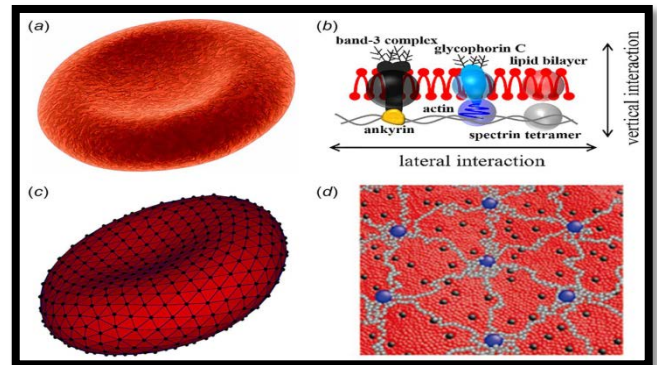 (a)
(b)
band-3 complex
glycophorin C
lipid bilayer
actin
ankyrin
spectrin tetramer
vertical interaction
lateral interaction
(c)
(d)